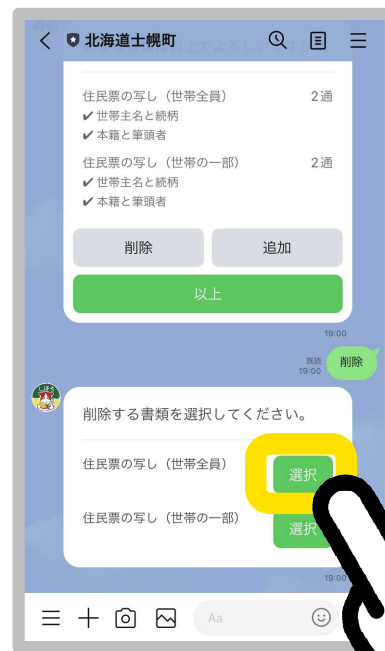 北海道士幌町
住民票の写し（世帯全員） 2通
✔ 世帯主名と続柄
✔ 本籍と筆頭者
住民票の写し（世帯の一部） 2通
✔ 世帯主名と続柄
✔ 本籍と筆頭者
削除 追加
以上
19:00
既読
19:00
削除
しほろ
削除する書類を選択してください。
住民票の写し（世帯全員） 選択
住民票の写し（世帯の一部） 選択
19:00
Aa